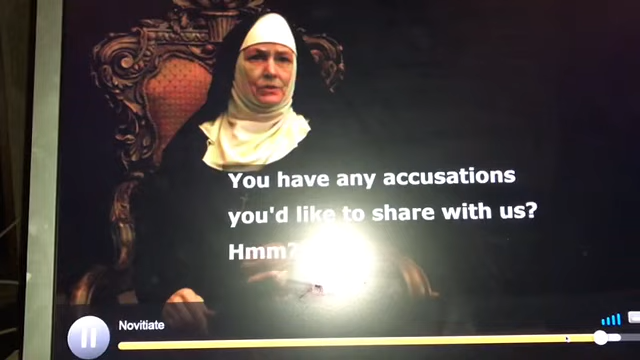 You have any accusations
you'd like to share with us?
Hmm?
Novitiate